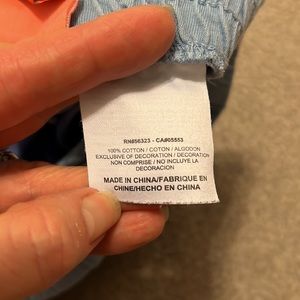 RN#56323 - CA#05553
100% COTTON / COTON / ALGODON
EXCLUSIVE OF DECORATION / DECORATION
NON COMPRISE / NO INCLUYE LA
DECORACION
MADE IN CHINA/FABRIQUE EN
CHINE/HECHO EN CHINA